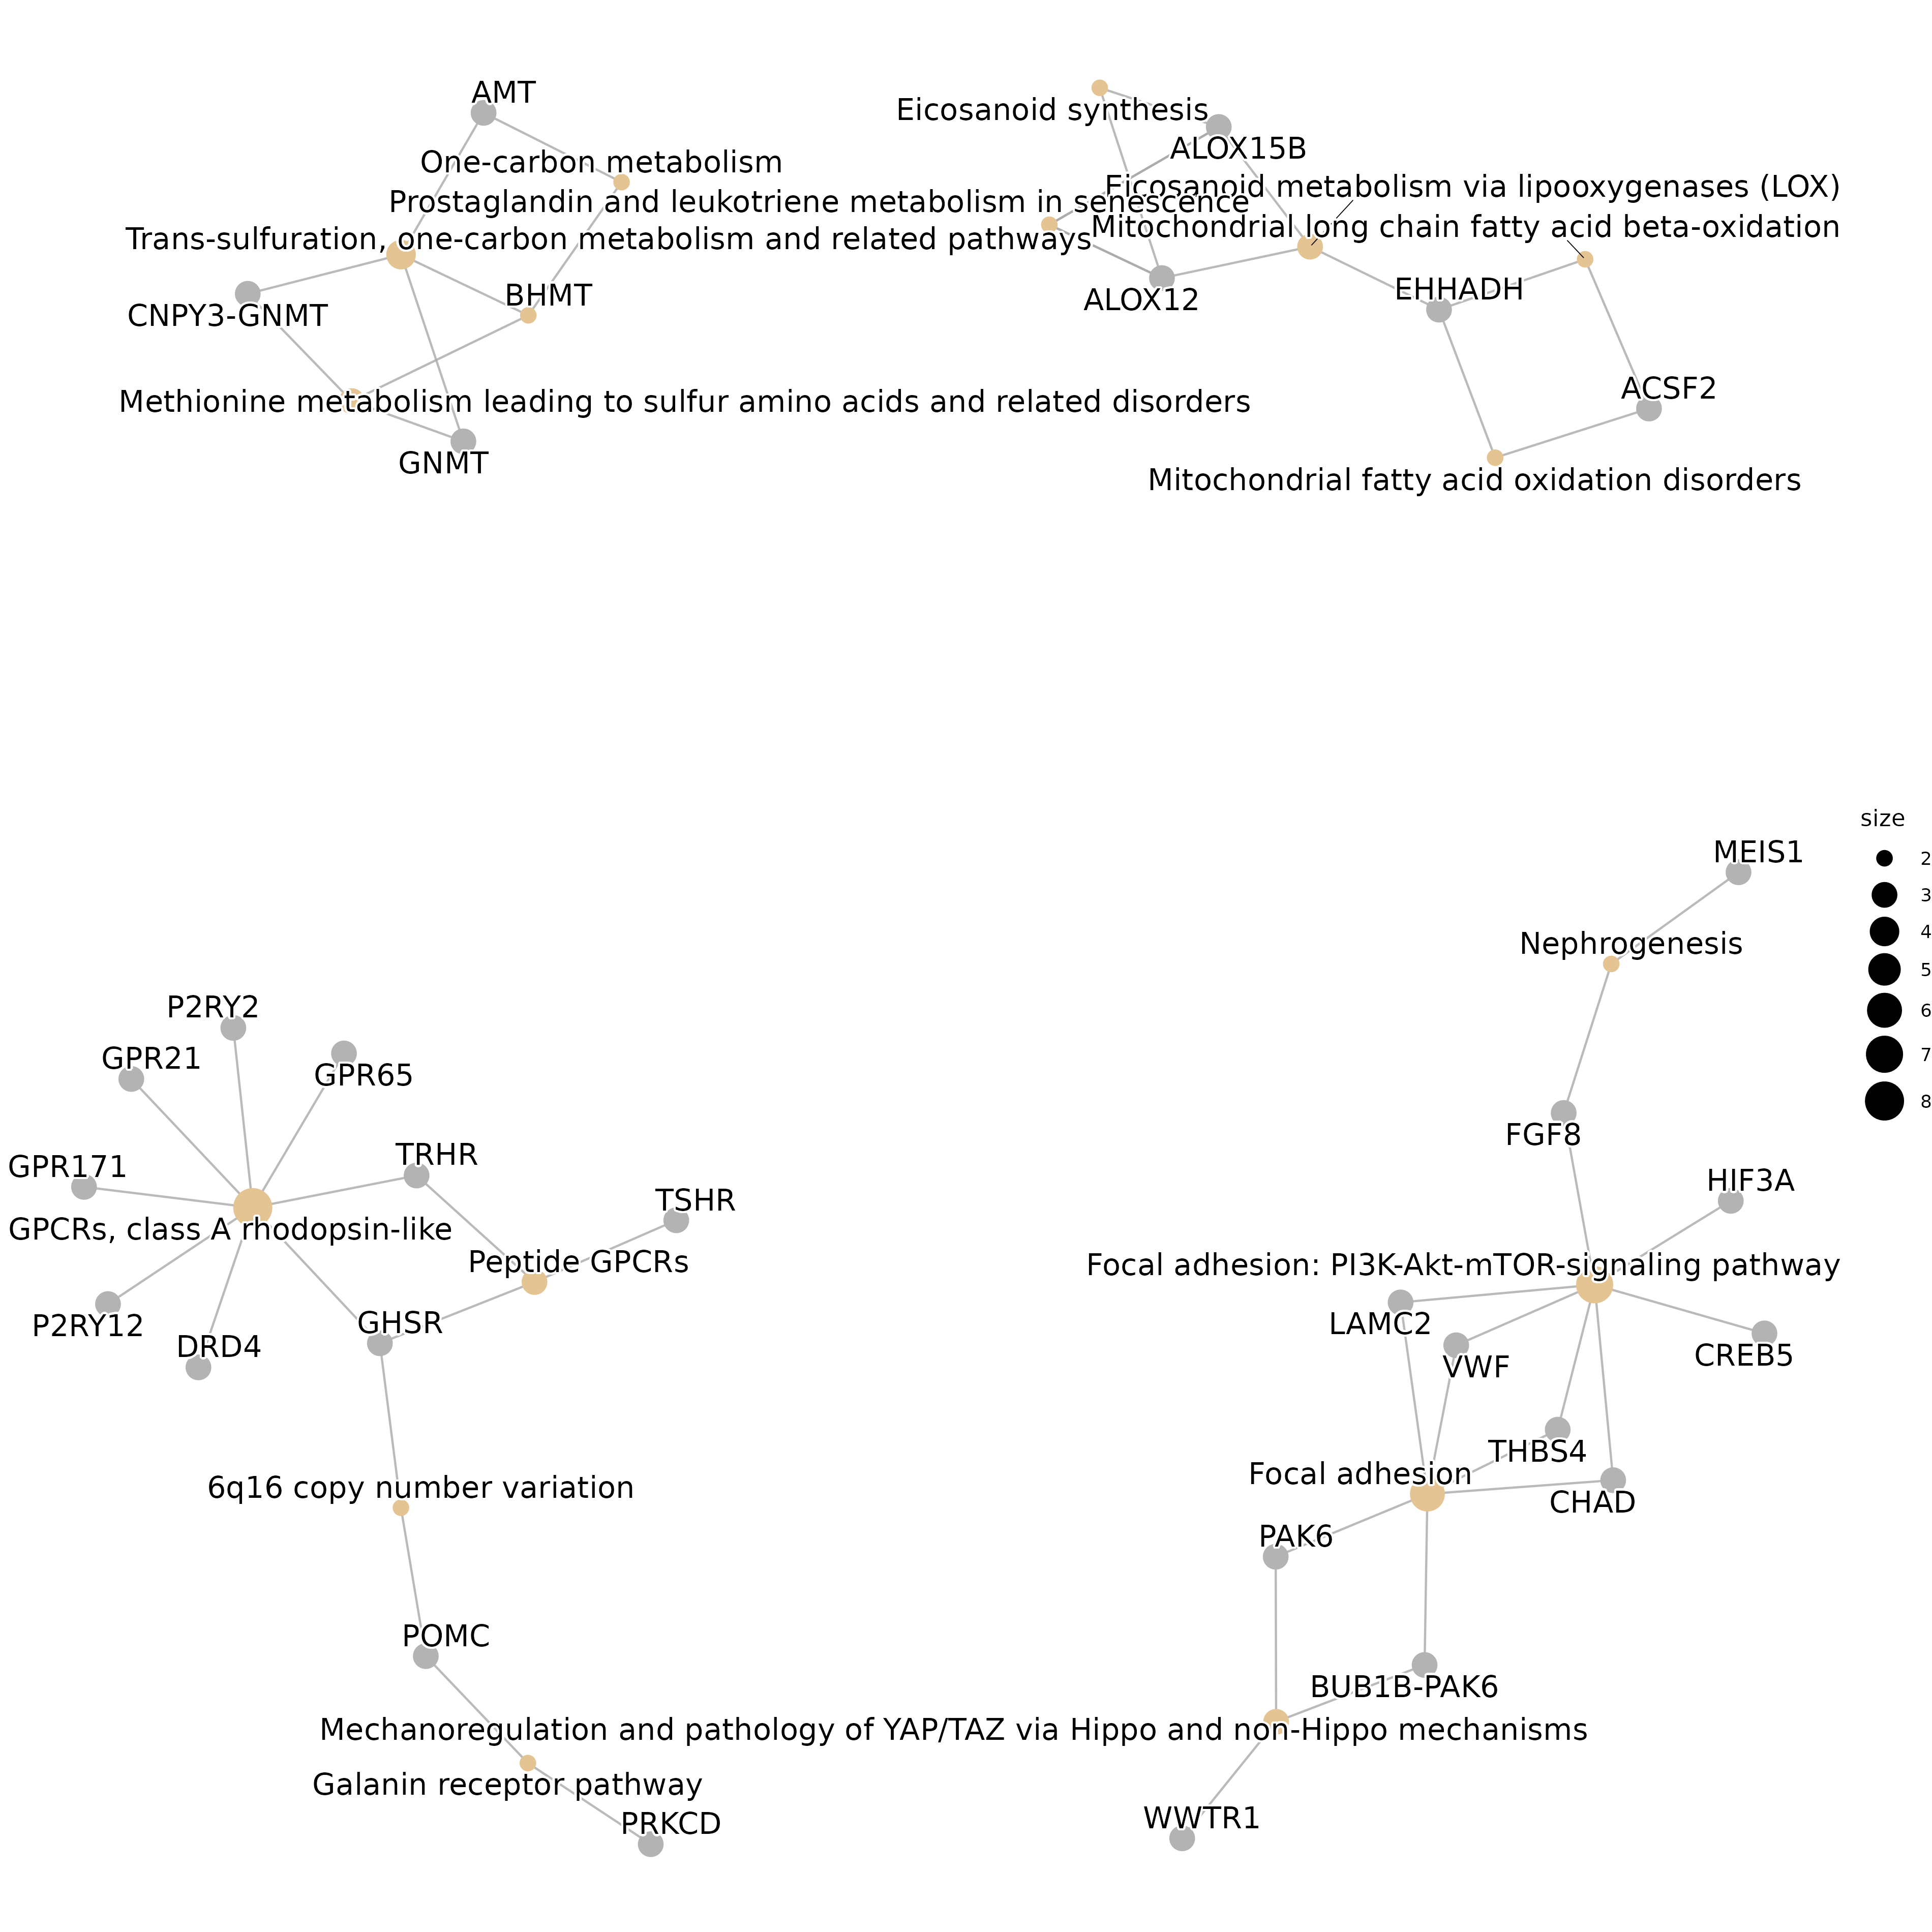 AMT
Eicosanoid synthesis
ALOX15B
One-carbon metabolism
Eicosanoid metabolism via lipooxygenases (LOX)
Prostaglandin and leukotriene metabolism in senescence
Mitochondrial long chain fatty acid beta-oxidation
Trans-sulfuration, one-carbon metabolism and related pathways
EHHADH
BHMT
ALOX12
CNPY3-GNMT
ACSF2
Methionine metabolism leading to sulfur amino acids and related disorders
GNMT
Mitochondrial fatty acid oxidation disorders
size
2
3
4
5
6
7
8
MEIS1
Nephrogenesis
P2RY2
GPR21
GPR65
FGF8
TRHR
GPR171
HIF3A
TSHR
GPCRs, class A rhodopsin-like
Peptide GPCRs
Focal adhesion: PI3K-Akt-mTOR-signaling pathway
P2RY12
GHSR
LAMC2
DRD4
CREB5
VWF
THBS4
Focal adhesion
6q16 copy number variation
CHAD
PAK6
POMC
BUB1B-PAK6
Mechanoregulation and pathology of YAP/TAZ via Hippo and non-Hippo mechanisms
Galanin receptor pathway
WWTR1
PRKCD